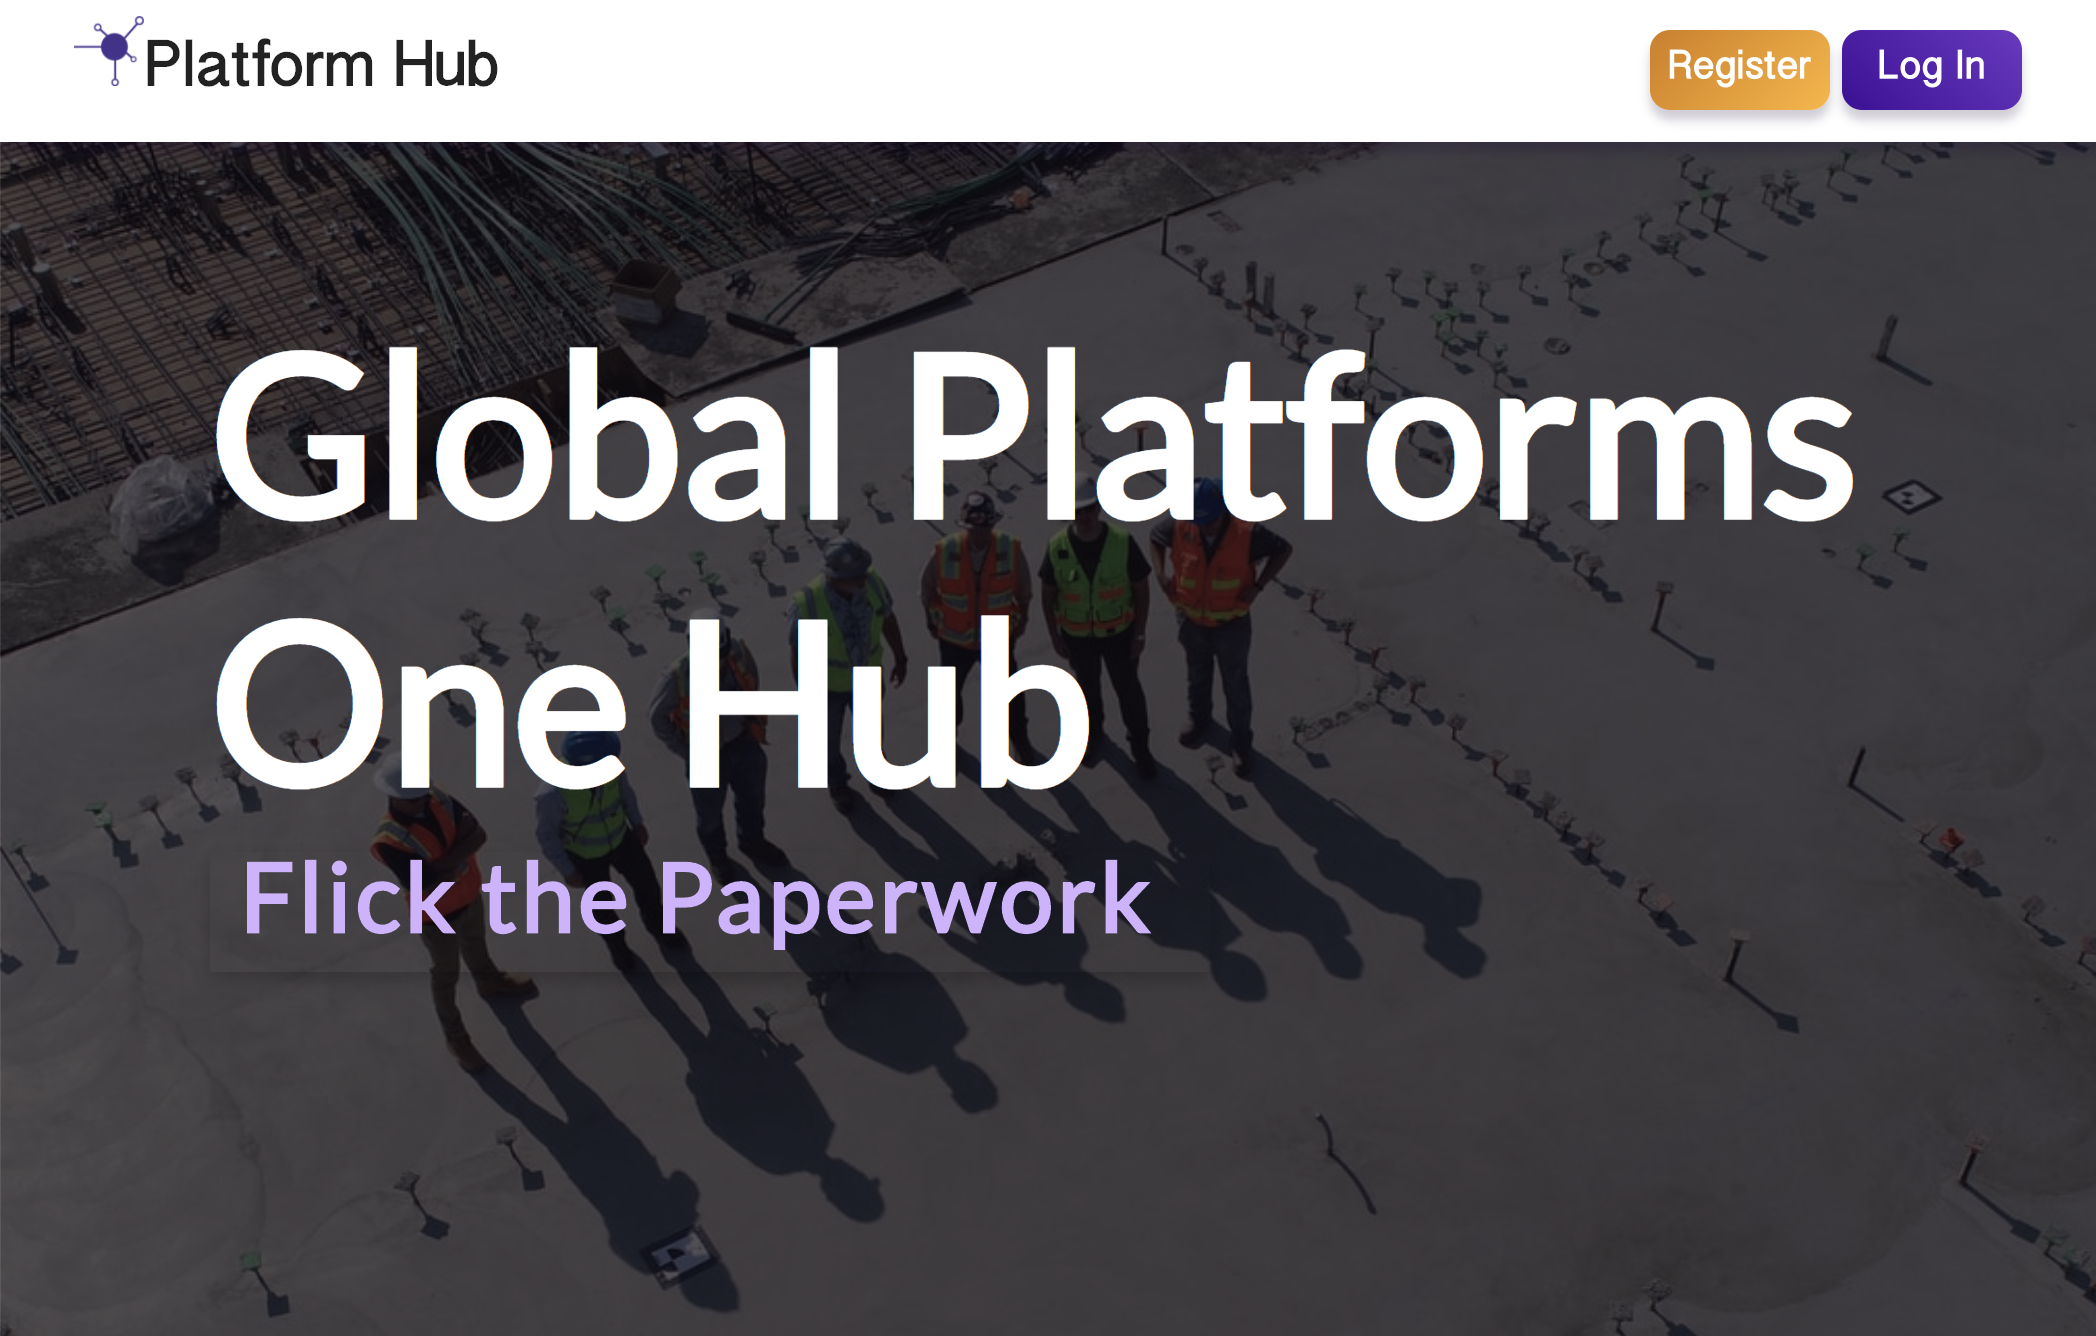 Platform Hub
Register
Log In
Global Platforms
One Hub
Flick the Paperwork